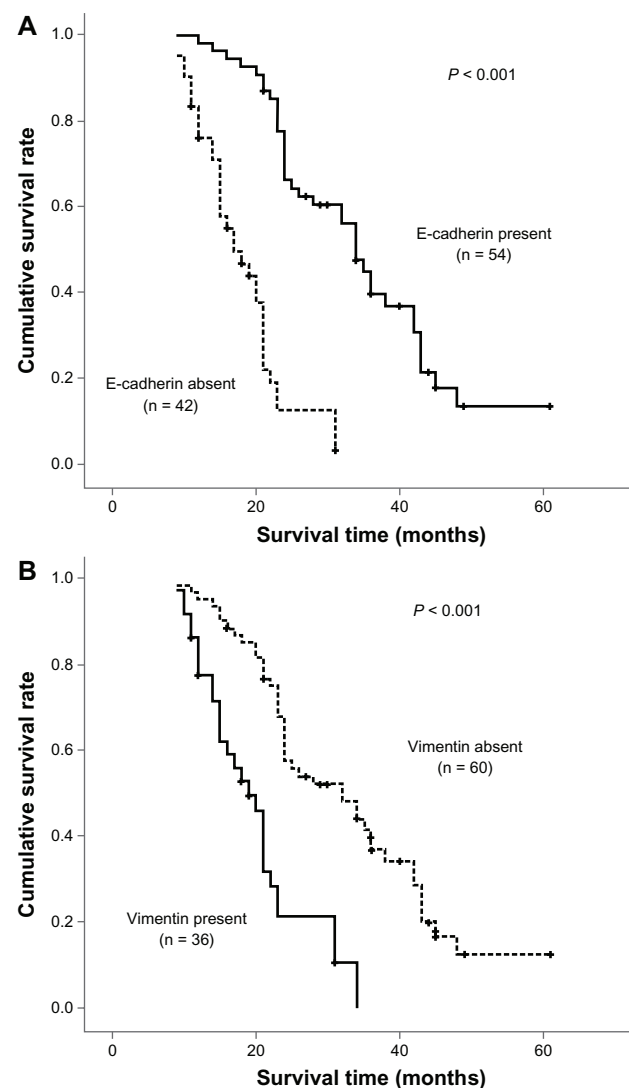 A
1.0
0.8
0.6
0.4
0.2
0.0
Cumulative survival rate
P < 0.001
E-cadherin present
(n = 54)
E-cadherin absent
(n = 42)
0 20 40 60
Survival time (months)
B
1.0
0.8
0.6
0.4
0.2
0.0
Cumulative survival rate
P < 0.001
Vimentin absent
(n = 60)
Vimentin present
(n = 36)
0 20 40 60
Survival time (months)